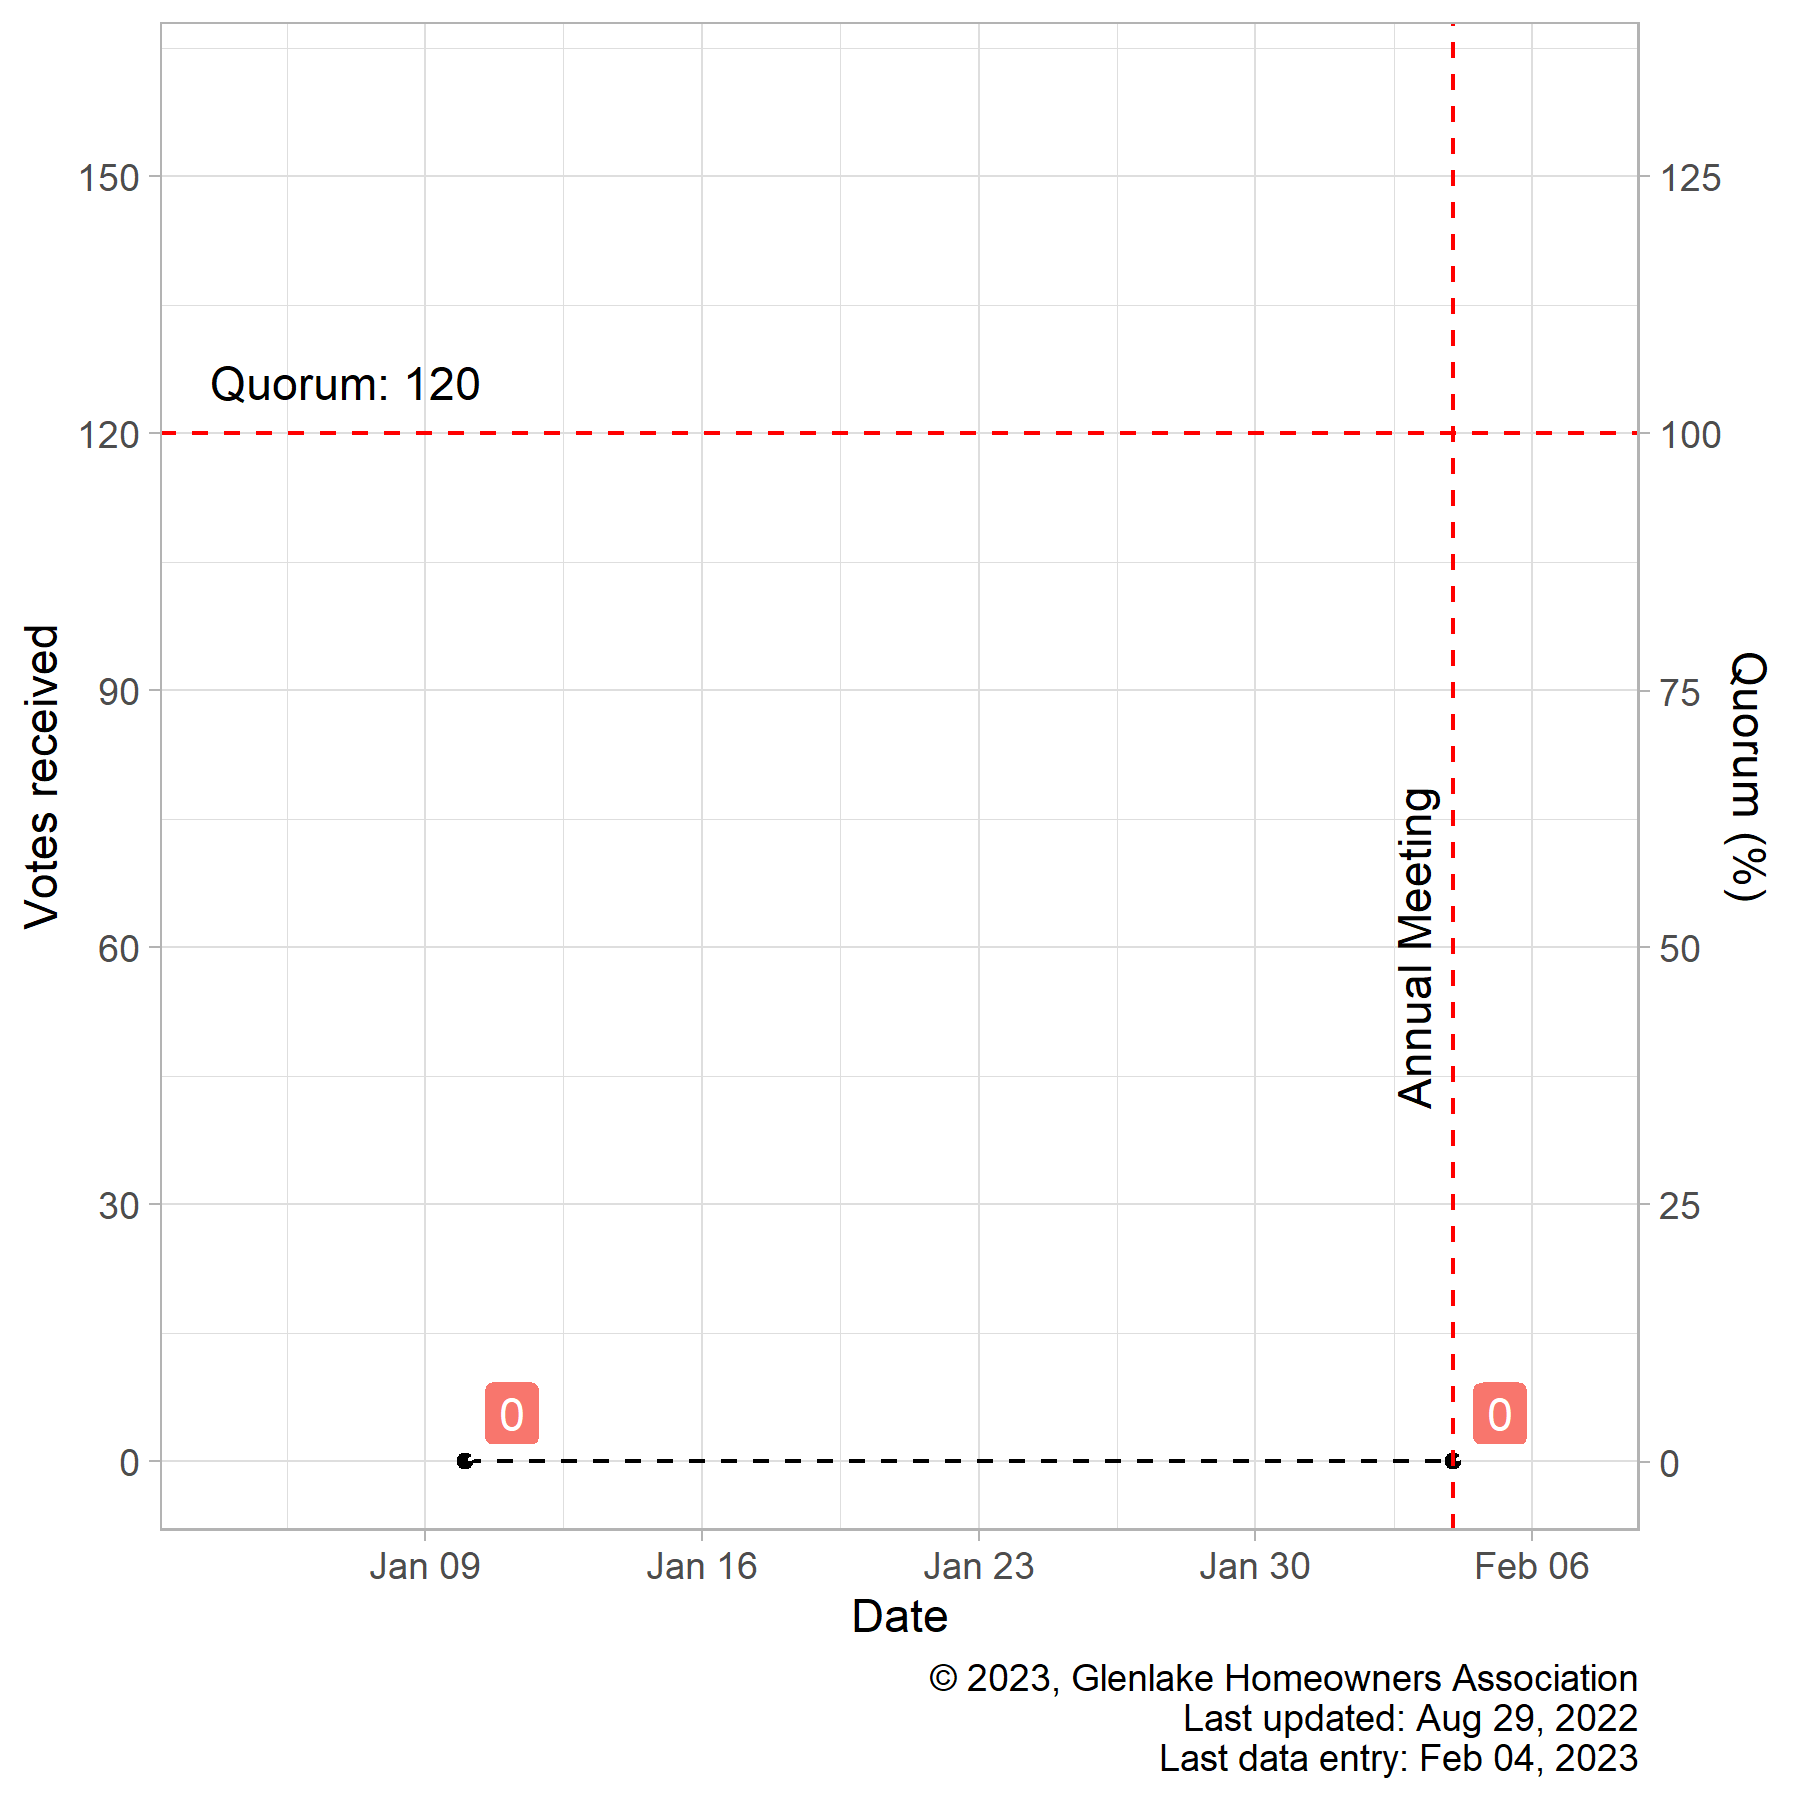 150
120
90
60
30
0
Votes received
Quorum: 120
Annual Meeting
0
0
125
100
75
50
25
0
Quorum (%)
Jan 09
Jan 16
Jan 23
Jan 30
Feb 06
Date
© 2023, Glenlake Homeowners Association
Last updated: Aug 29, 2022
Last data entry: Feb 04, 2023